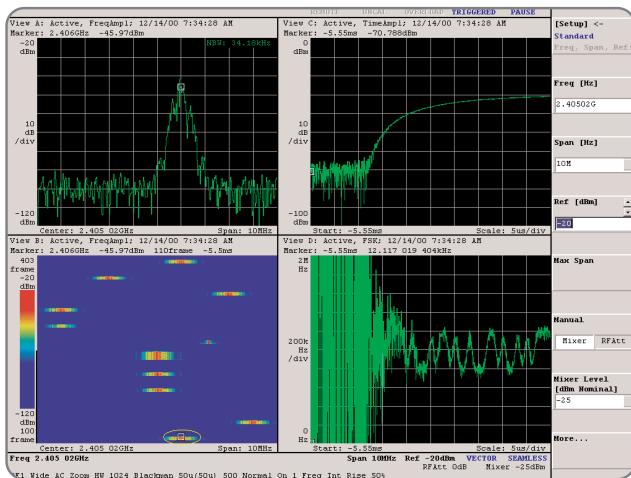 REMOTE UNCAL OVERLOAD TRIGGERED PAUSE
View A: Active, FreqAmpl; 12/14/00 7:34:28 AM
Marker: 2.406GHz -45.97dBm
-20
dBm
NBW: 34.18kHz
10
dB
/div
-120
dBm
Center: 2.405 02GHz Span: 10MHz
View C: Active, TimeAmpl; 12/14/00 7:34:28 AM
Marker: -5.55ms -70.788dBm
0
dBm
10
dB
/div
-100
dBm
Start: -5.55ms Scale: 5us/div
View B: Active, FreqAmpl; 12/14/00 7:34:28 AM
Marker: 2.406GHz -45.97dBm 110frame -5.5ms
403
frame
-20
dBm
-120
dBm
100
frame
Center: 2.405 02GHz Span: 10MHz
View D: Active, FSK; 12/14/00 7:34:28 AM
Marker: -5.55ms 12.117 019 404kHz
2M
Hz
200k
Hz
/div
0
Hz
Start: -5.55ms Scale: 5us/div
Freq 2.405 02GHz Span 10MHz Ref -20dBm VECTOR SEAMLESS
RFAtt 0dB Mixer -25dBm
Wide AC Zoom HW 1024 Blackman 50u(50u) 500 Normal On 1 Freq Int Rise 50%
[Setup] <-
Standard
Freq, Span, Ref
Freq [Hz]
2.40502G
Span [Hz]
10M
Ref [dBm]
-20
Max Span
Manual
Mixer RFAtt
Mixer Level
[dBm Nominal]
-25
More...